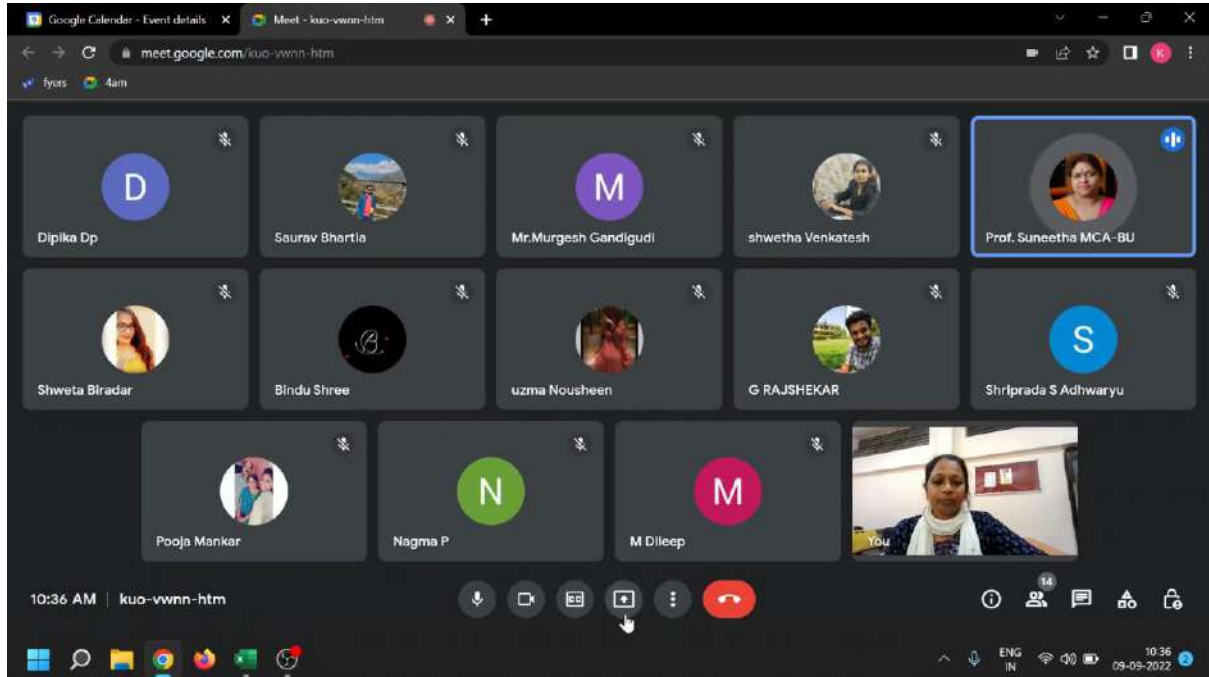 Google Calendar - Event details
Meet - kuo-vwnn-htm
meet.google.com/kuo-vwnn-htm
K
fyers
4am
D
M
Dipika Dp
Saurav Bhartia
Mr.Murgesh Gandigudi
shwetha Venkatesh
Prof. Suneetha MCA-BU
B
S
Shweta Biradar
Bindu Shree
uzma Nousheen
G RAJSHEKAR
Shriprada S Adhwaryu
N
M
Pooja Mankar
Nagma P
M Dileep
You
10:36 AM | kuo-vwnn-htm
14
ENG
IN
10:36
09-09-2022
2